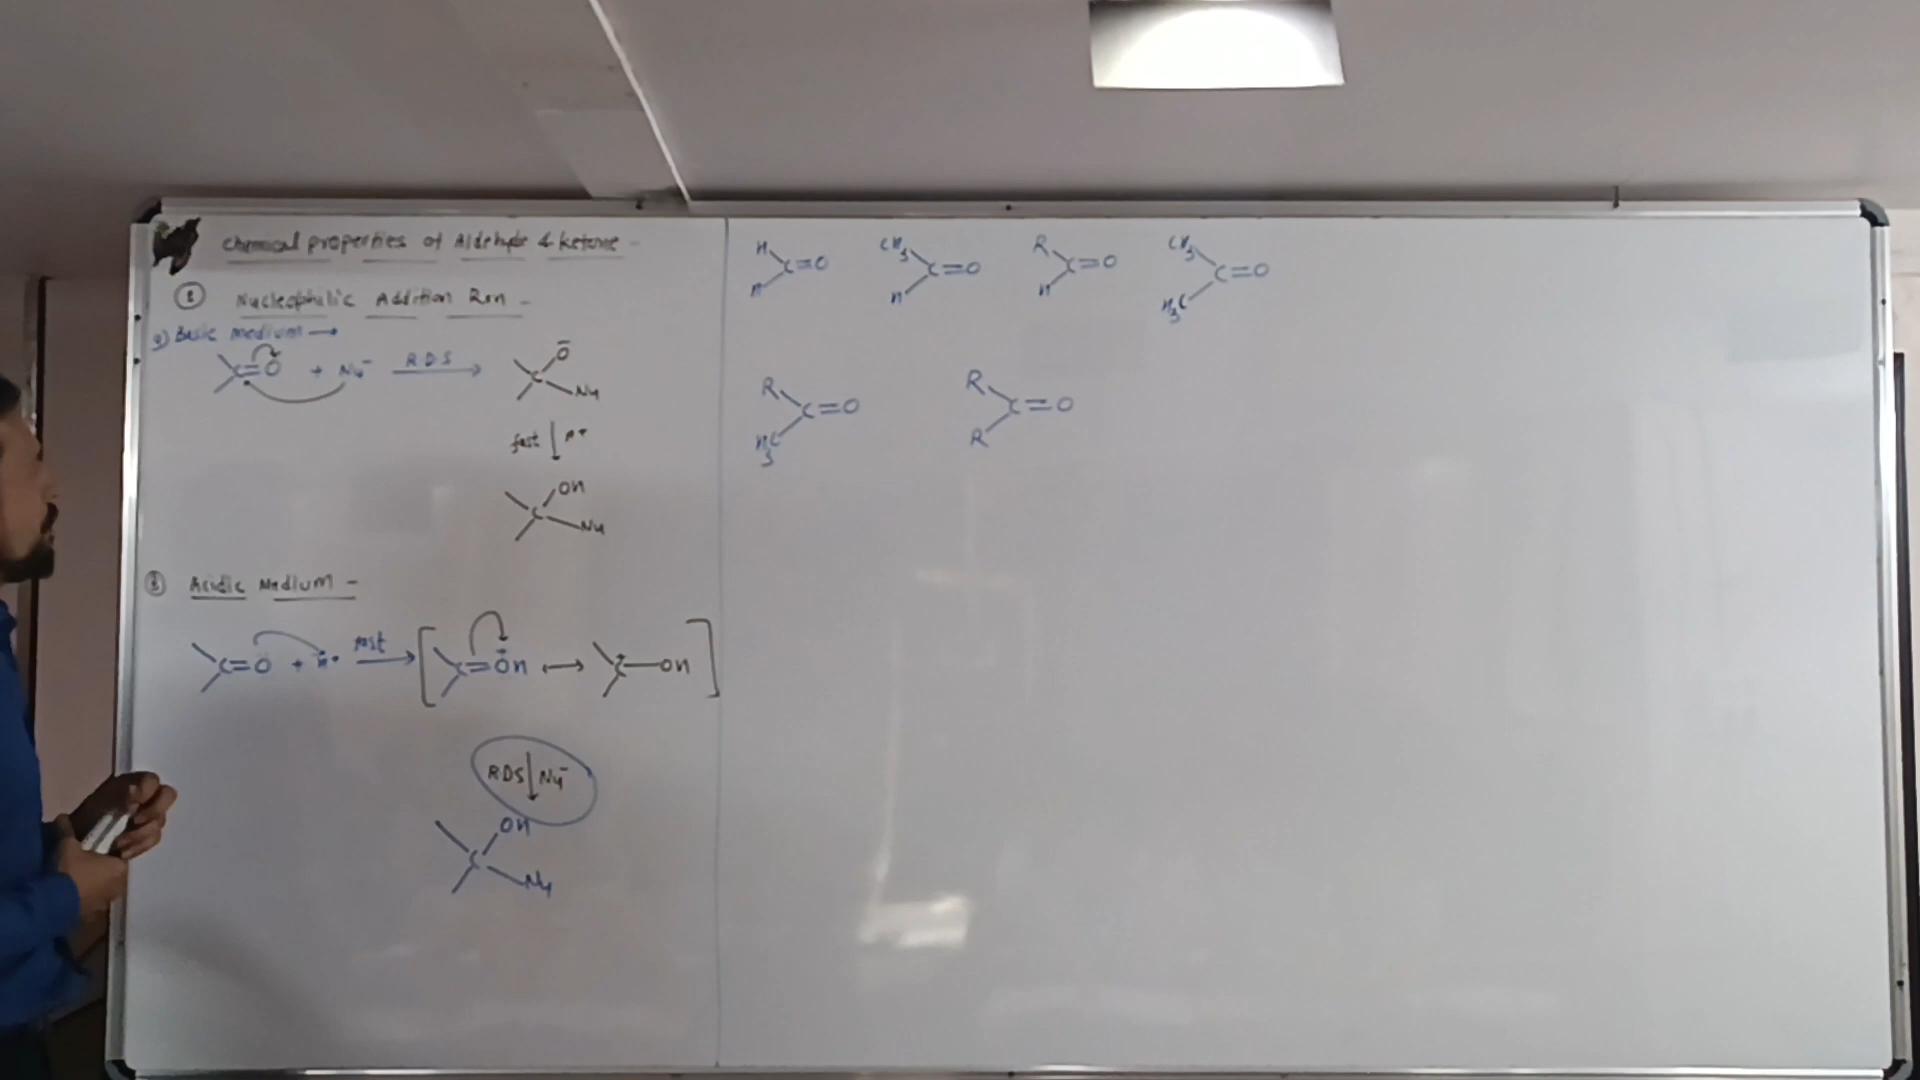 Chemical properties of Aldehyde & ketone -
① Nucleophilic Addition Rxn -
a) Basic medium →
C=O + Nu⁻ RDS → C O⁻ Nu
fast ↓ H+
C OH Nu
② Acidic Medium -
C=O + H+ fast → [ C=O⁺H ↔ C⁺—OH ]
RDS ↓ Nu⁻
C OH Nu
H H C=O CH3 H C=O R H C=O CH3 H3C C=O
R H3C C=O R R C=O